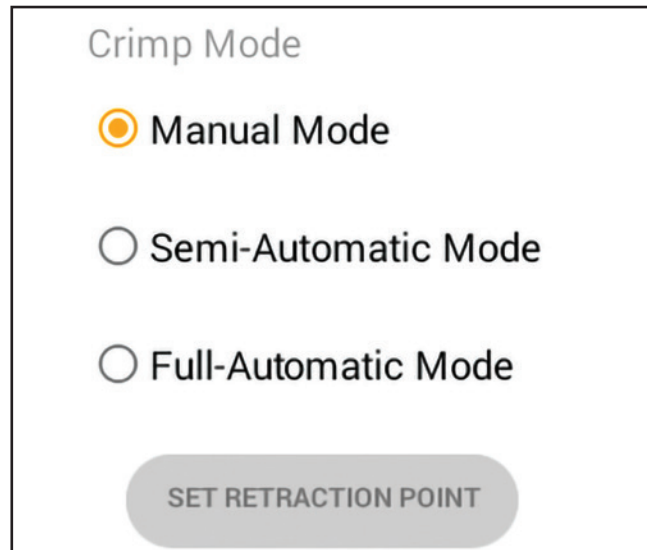 Crimp Mode
Manual Mode
Semi-Automatic Mode
Full-Automatic Mode
SET RETRACTION POINT